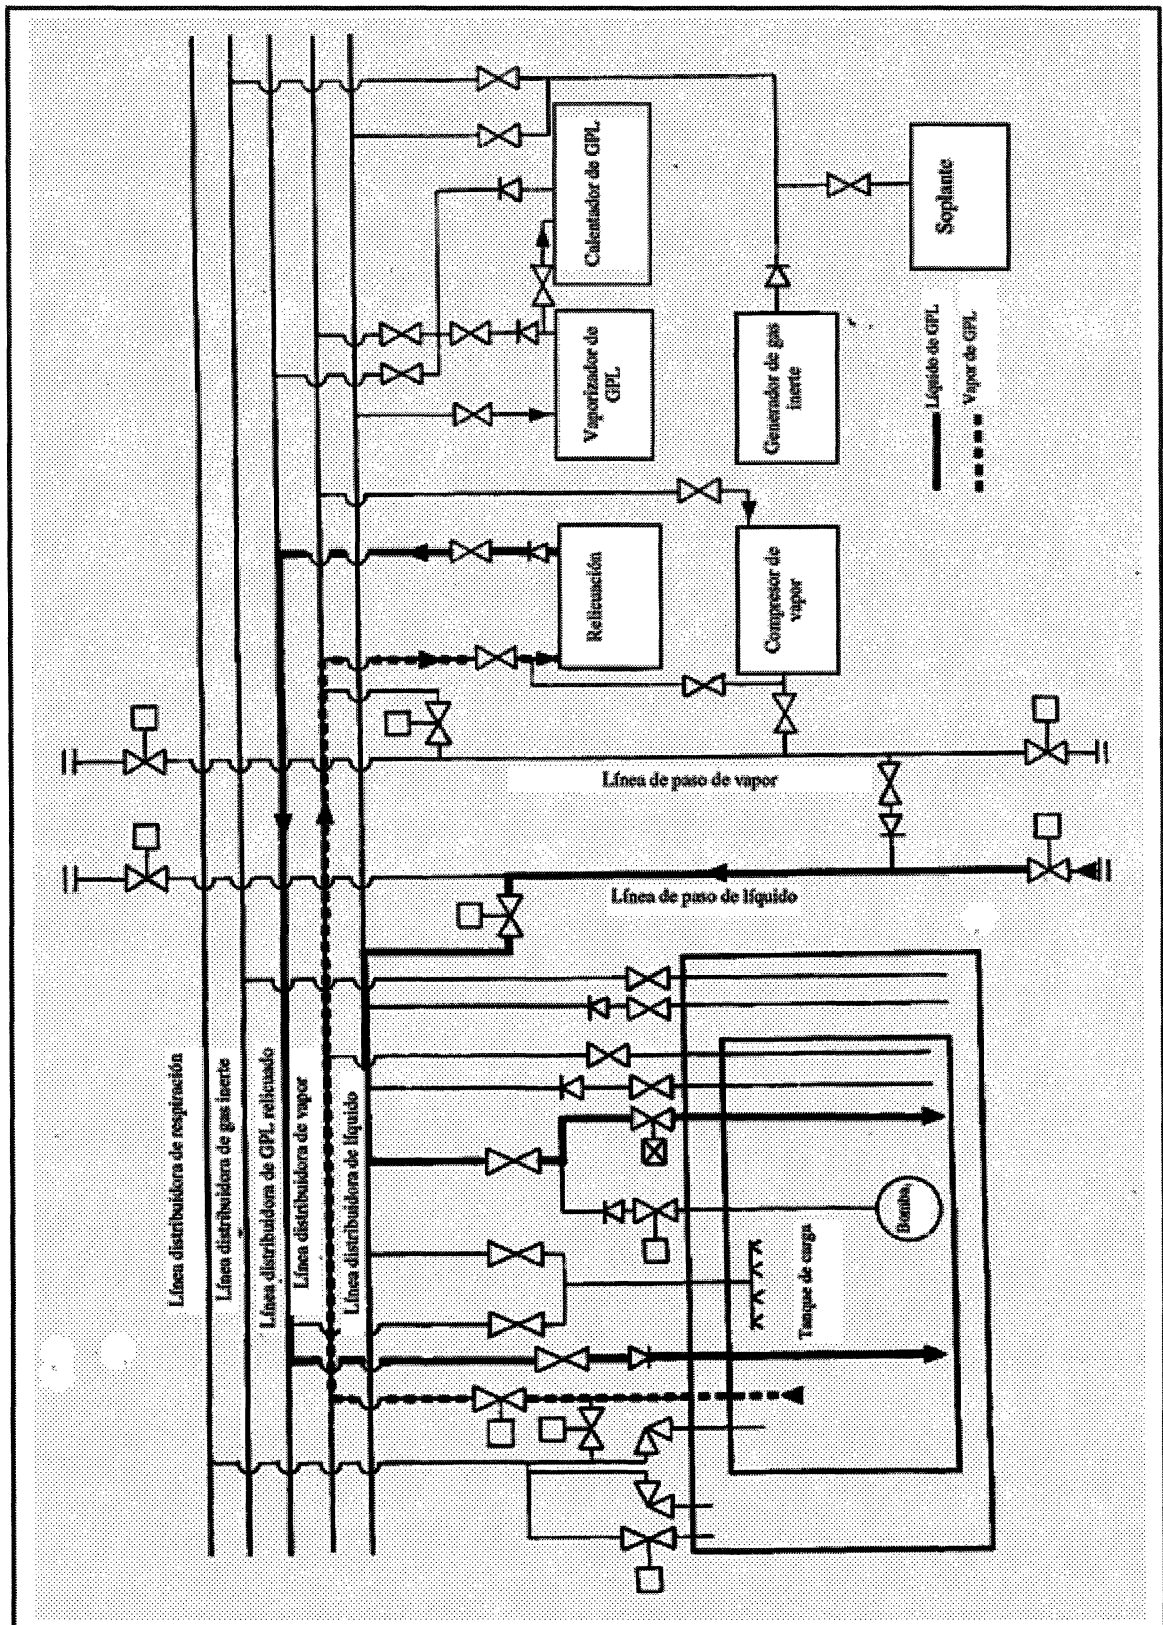 Línea distribuidora de respiración
Línea distribuidora de gas inerte
Línea distribuidora de GPL relicuado
Línea distribuidora de vapor
Línea distribuidora de líquido
Tanque de carga
Bomba
Línea de paso de líquido
Línea de paso de vapor
Relicuación
Compresor de
vapor
Vaporizador de
GPL
Calentador de GPL
Generador de gas
inerte
Soplante
Líquido de GPL
Vapor de GPL